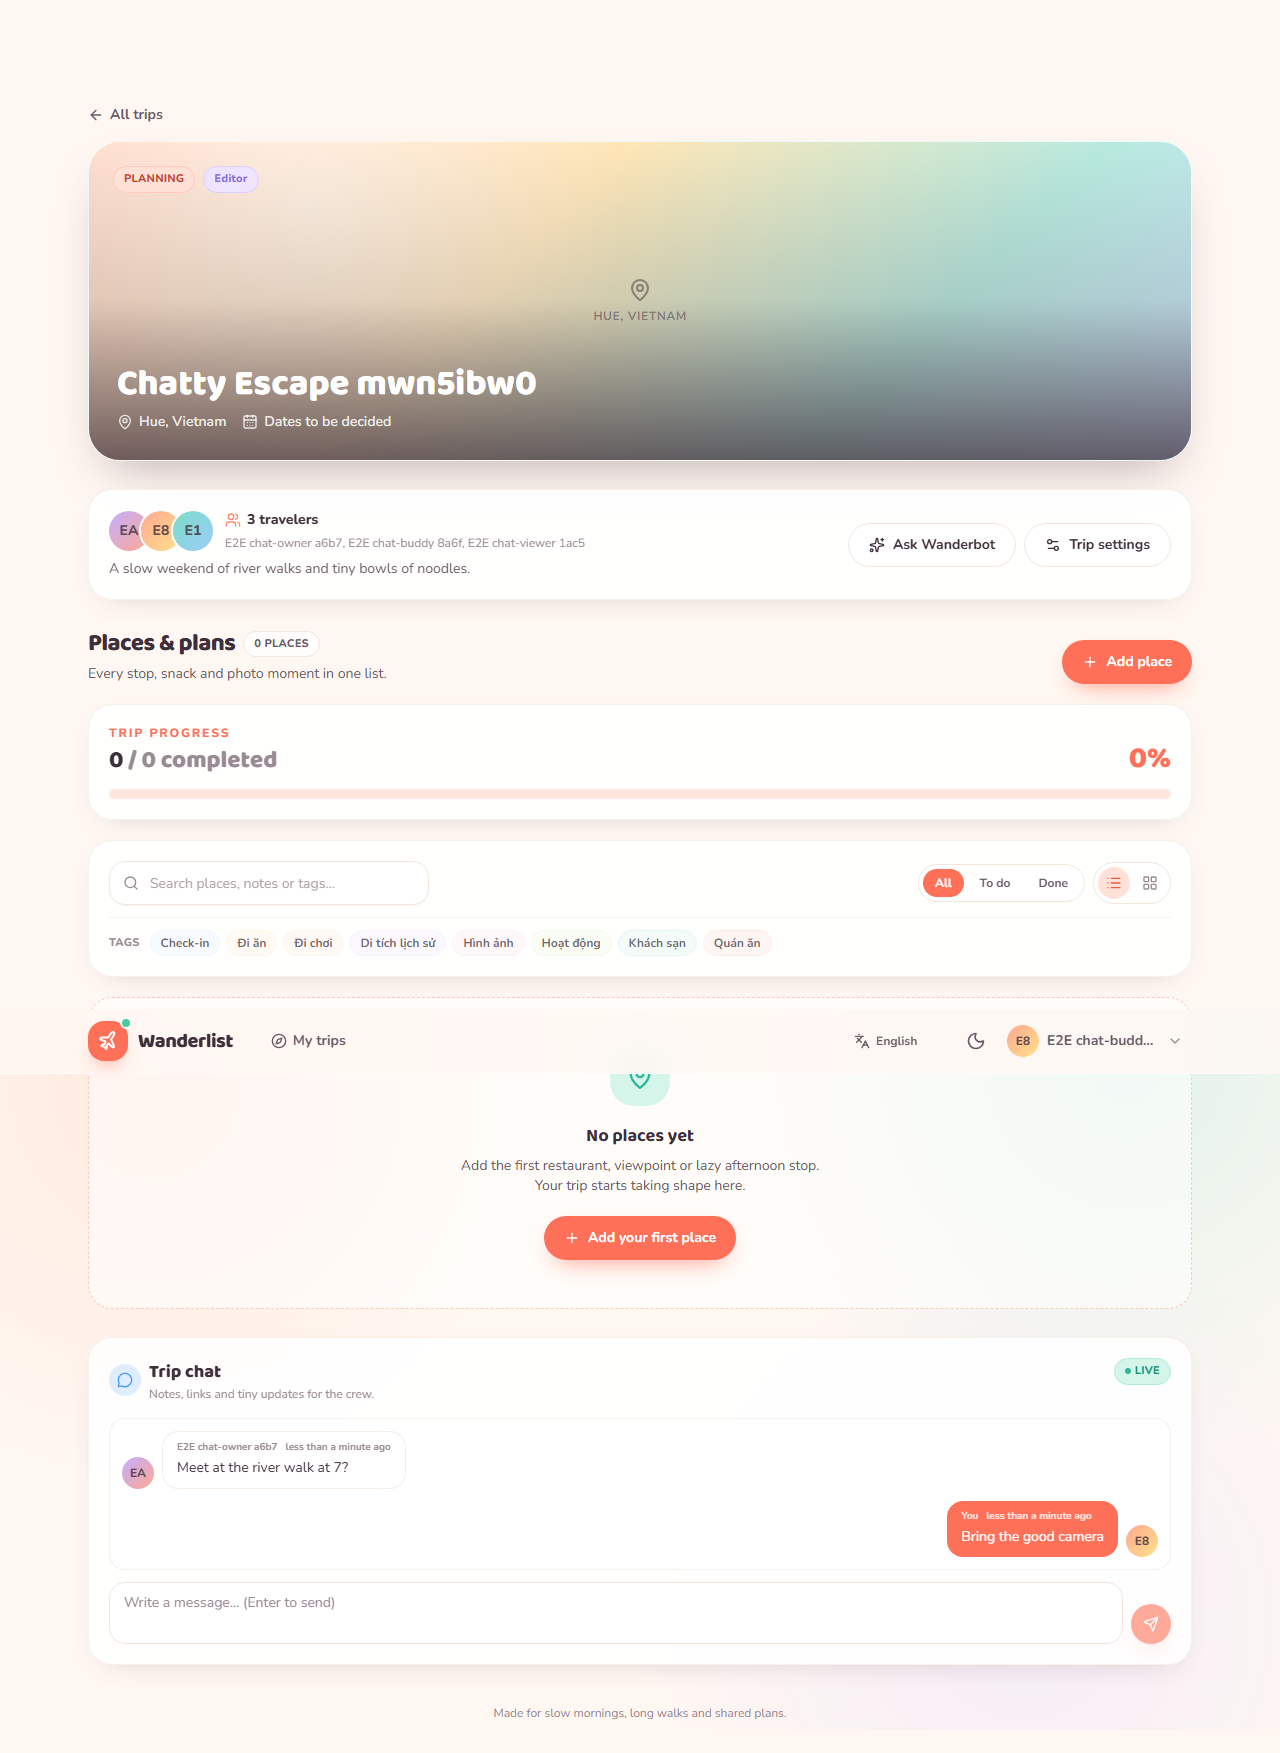 All trips
PLANNING Editor
HUE, VIETNAM
Chatty Escape mwn5ibw0
Hue, Vietnam Dates to be decided
EA E8 E1 3 travelers
E2E chat-owner a6b7, E2E chat-buddy 8a6f, E2E chat-viewer 1ac5
A slow weekend of river walks and tiny bowls of noodles.
Ask Wanderbot Trip settings
Places & plans 0 PLACES
Every stop, snack and photo moment in one list.
Add place
TRIP PROGRESS
0 / 0 completed 0%
Search places, notes or tags... All To do Done
TAGS Check-in Đi ăn Đi chơi Di tích lịch sử Hình ảnh Hoạt động Khách sạn Quán ăn
Wanderlist My trips English E8 E2E chat-budd...
No places yet
Add the first restaurant, viewpoint or lazy afternoon stop.
Your trip starts taking shape here.
Add your first place
Trip chat LIVE
Notes, links and tiny updates for the crew.
E2E chat-owner a6b7 less than a minute ago
EA Meet at the river walk at 7?
You less than a minute ago
Bring the good camera E8
Write a message... (Enter to send)
Made for slow mornings, long walks and shared plans.